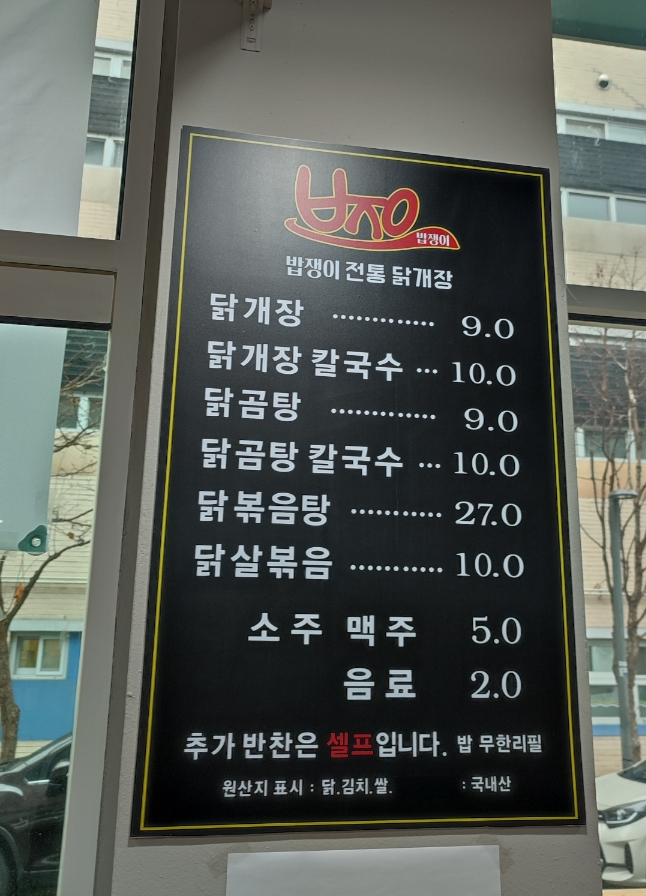 밥쟁이
밥쟁이 전통 닭개장
닭개장 ............. 9.0
닭개장 칼국수 ... 10.0
닭곰탕 ............. 9.0
닭곰탕 칼국수 ... 10.0
닭볶음탕 ........... 27.0
닭살볶음 ........... 10.0
소주 맥주 5.0
음료 2.0
추가 반찬은 셀프입니다. 밥 무한리필
원산지 표시 : 닭.김치.쌀. : 국내산